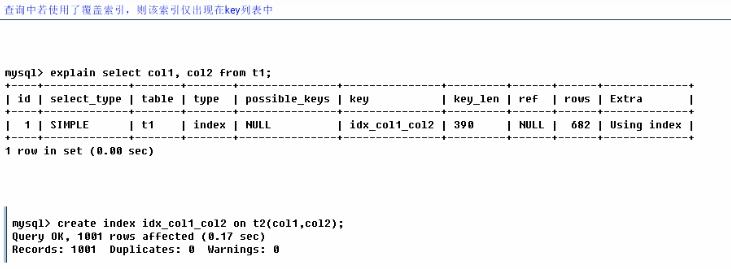 查询中若使用了覆盖索引，则该索引仅出现在key列表中
mysql> explain select col1, col2 from t1;
+----+-------------+-------+-------+---------------+---------------+---------+------+------+-------------+
| id | select_type | table | type | possible_keys | key | key_len | ref | rows | Extra |
+----+-------------+-------+-------+---------------+---------------+---------+------+------+-------------+
| 1 | SIMPLE | t1 | index | NULL | idx_col1_col2 | 390 | NULL | 682 | Using index |
+----+-------------+-------+-------+---------------+---------------+---------+------+------+-------------+
1 row in set (0.00 sec)
mysql> create index idx_col1_col2 on t2(col1,col2);
Query OK, 1001 rows affected (0.17 sec)
Records: 1001 Duplicates: 0 Warnings: 0